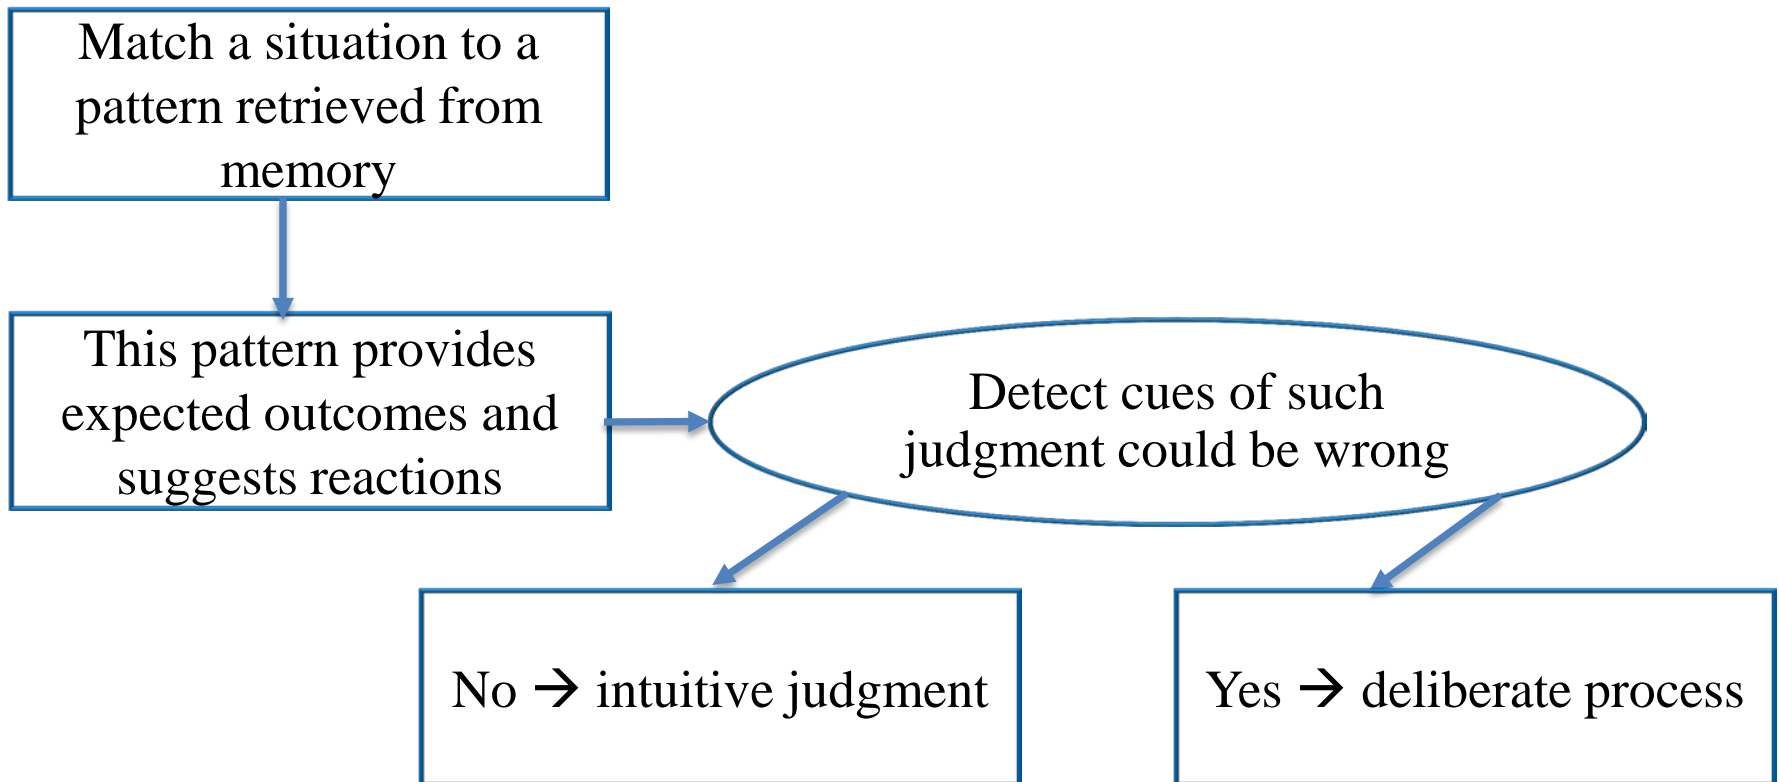 Match a situation to a
pattern retrieved from
memory
This pattern provides
expected outcomes and
suggests reactions
Detect cues of such
judgment could be wrong
No → intuitive judgment
Yes → deliberate process